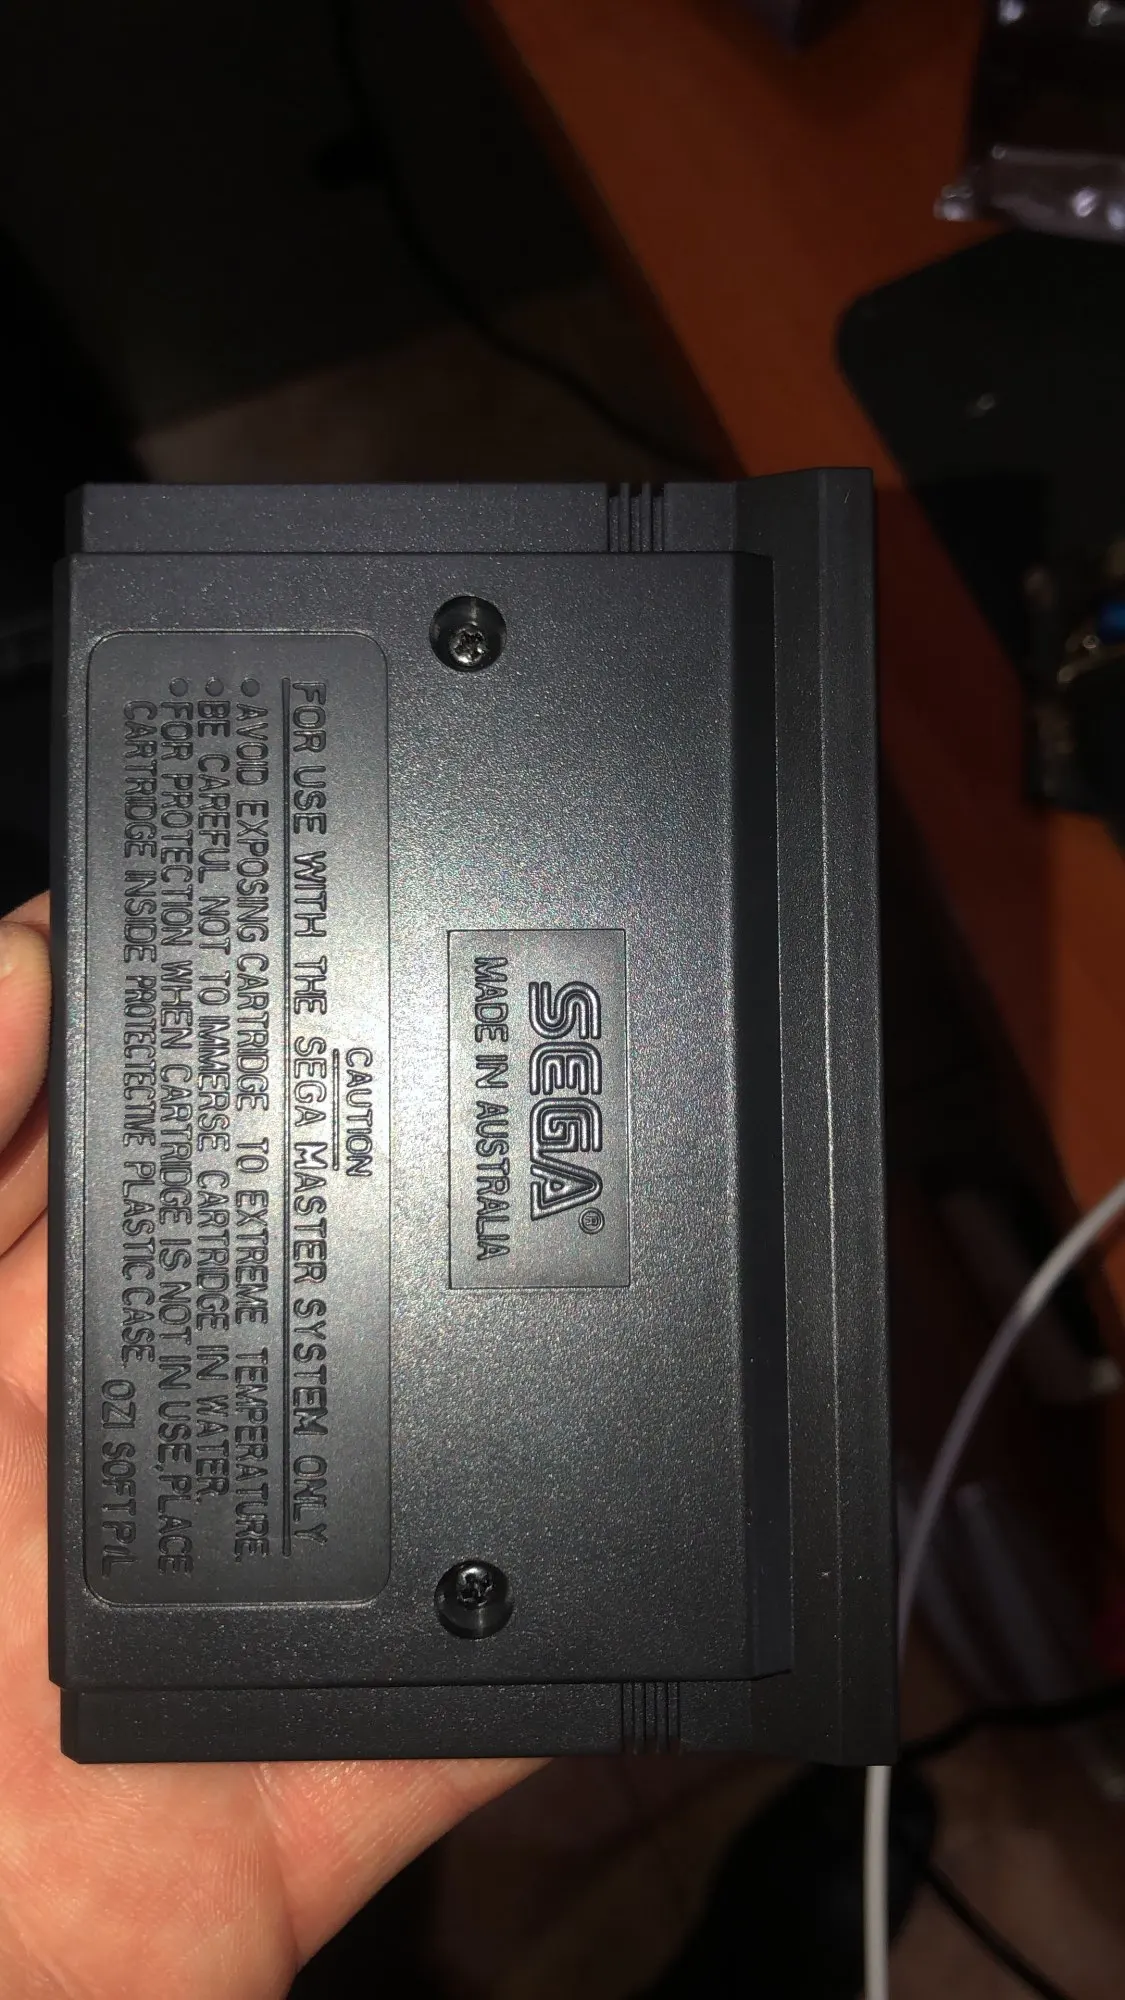 SEGA®
MADE IN AUSTRALIA
CAUTION
FOR USE WITH THE SEGA MASTER SYSTEM ONLY
• AVOID EXPOSING CARTRIDGE TO EXTREME TEMPERATURE.
• BE CAREFUL NOT TO IMMERSE CARTRIDGE IN WATER.
• FOR PROTECTION WHEN CARTRIDGE IS NOT IN USE, PLACE
CARTRIDGE INSIDE PROTECTECTIVE PLASTIC CASE OZI SOFT P/L